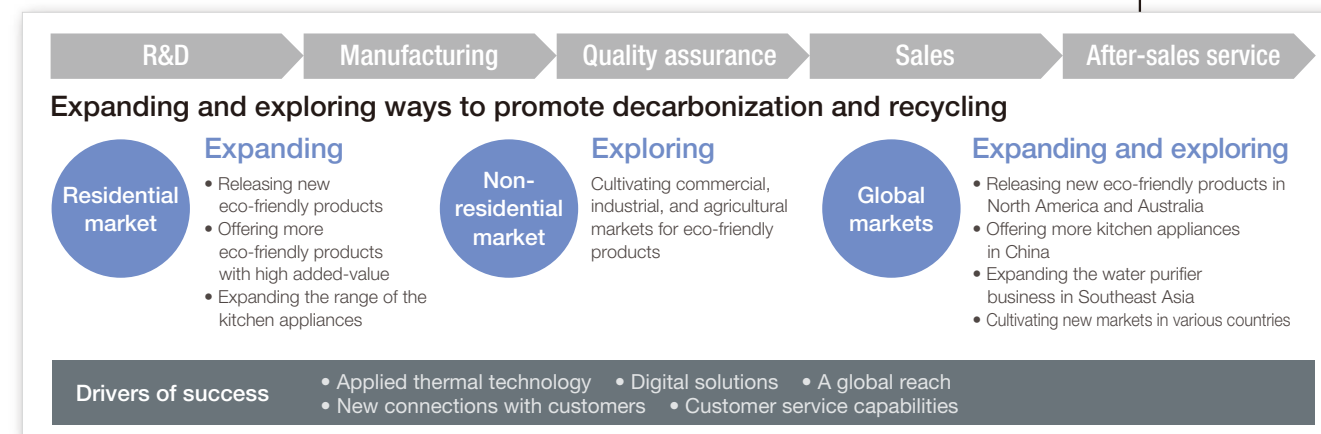 R&D
Manufacturing
Quality assurance
Sales
After-sales service
Expanding and exploring ways to promote decarbonization and recycling
Residential
market
Expanding
• Releasing new
eco-friendly products
• Offering more
eco-friendly products
with high added-value
• Expanding the range of the
kitchen appliances
Non-
residential
market
Exploring
Cultivating commercial,
industrial, and agricultural
markets for eco-friendly
products
Global
markets
Expanding and exploring
• Releasing new eco-friendly products in
North America and Australia
• Offering more kitchen appliances
in China
• Expanding the water purifier
business in Southeast Asia
• Cultivating new markets in various countries
Drivers of success
• Applied thermal technology • Digital solutions • A global reach
• New connections with customers • Customer service capabilities